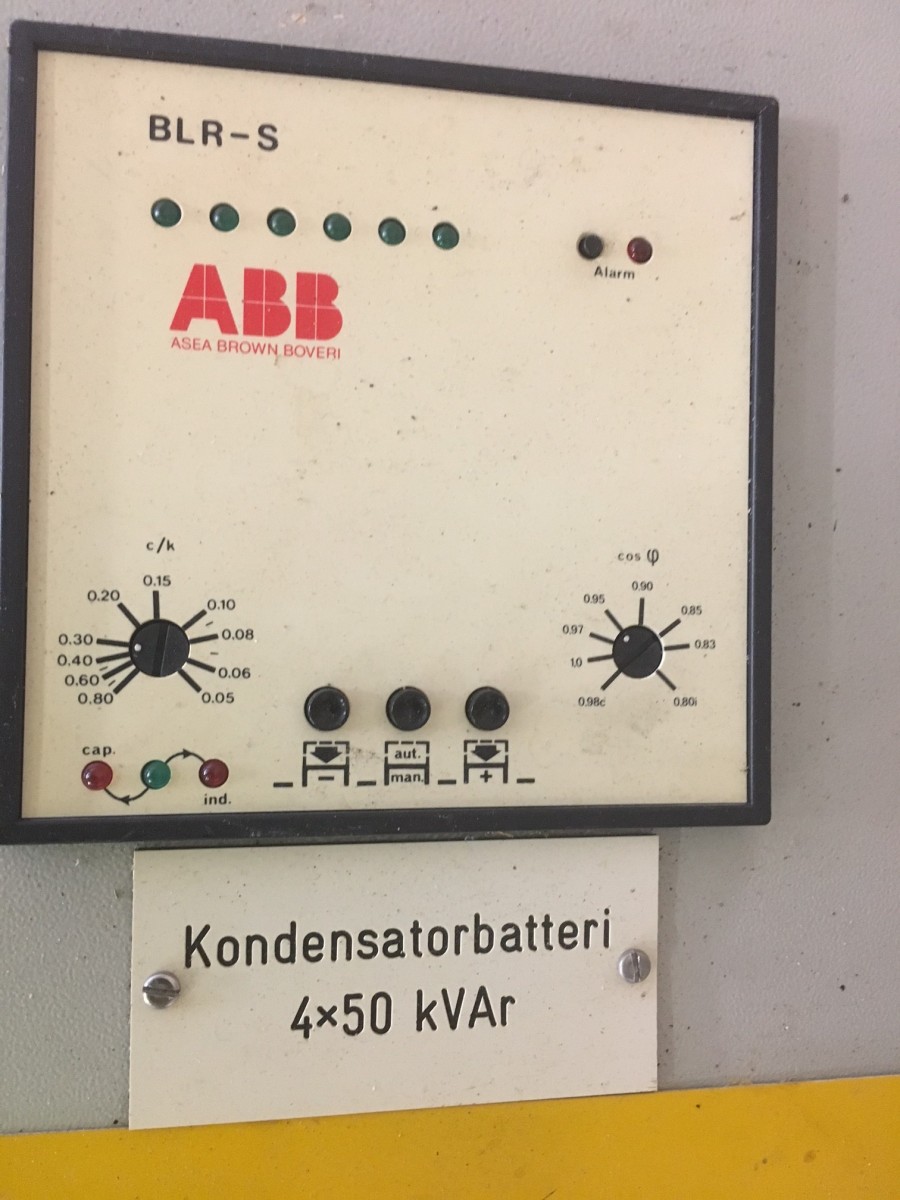 BLR-S
Alarm
ABB
ASEA BROWN BOVERI
c/k
0.15
0.20
0.10
0.30
0.08
0.40
0.60
0.06
0.80
0.05
cos φ
0.90
0.95
0.85
0.97
0.83
1.0
0.98c
0.80i
cap.
ind.
−
aut.
man.
+
Kondensatorbatteri
4×50 kVAr